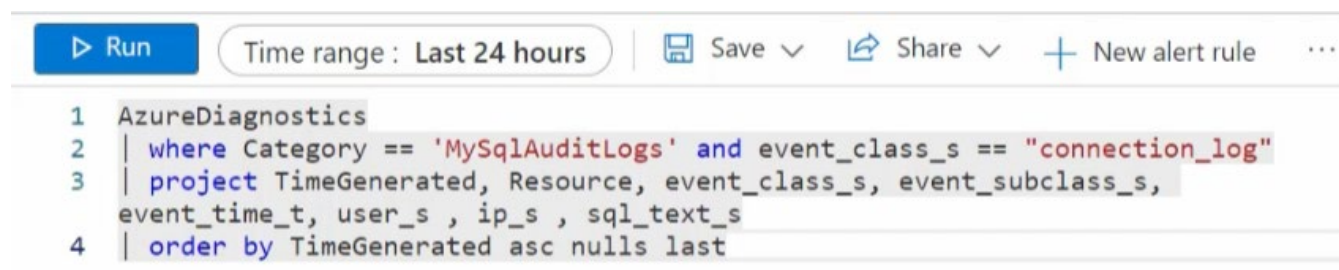 Run Time range : Last 24 hours Save Share New alert rule ...
1 AzureDiagnostics
2 | where Category == 'MySqlAuditLogs' and event_class_s == "connection_log"
3 | project TimeGenerated, Resource, event_class_s, event_subclass_s,
event_time_t, user_s , ip_s , sql_text_s
4 | order by TimeGenerated asc nulls last